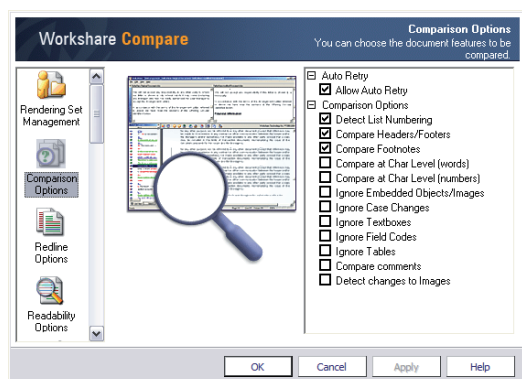 Workshare Compare
Comparison Options
You can choose the document features to be
compared.
Rendering Set
Management
Comparison
Options
Redline
Options
Readability
Options
Auto Retry
Allow Auto Retry
Comparison Options
Detect List Numbering
Compare Headers/Footers
Compare Footnotes
Compare at Char Level (words)
Compare at Char Level (numbers)
Ignore Embedded Objects/Images
Ignore Case Changes
Ignore Textboxes
Ignore Field Codes
Ignore Tables
Compare comments
Detect changes to Images
OK
Cancel
Apply
Help